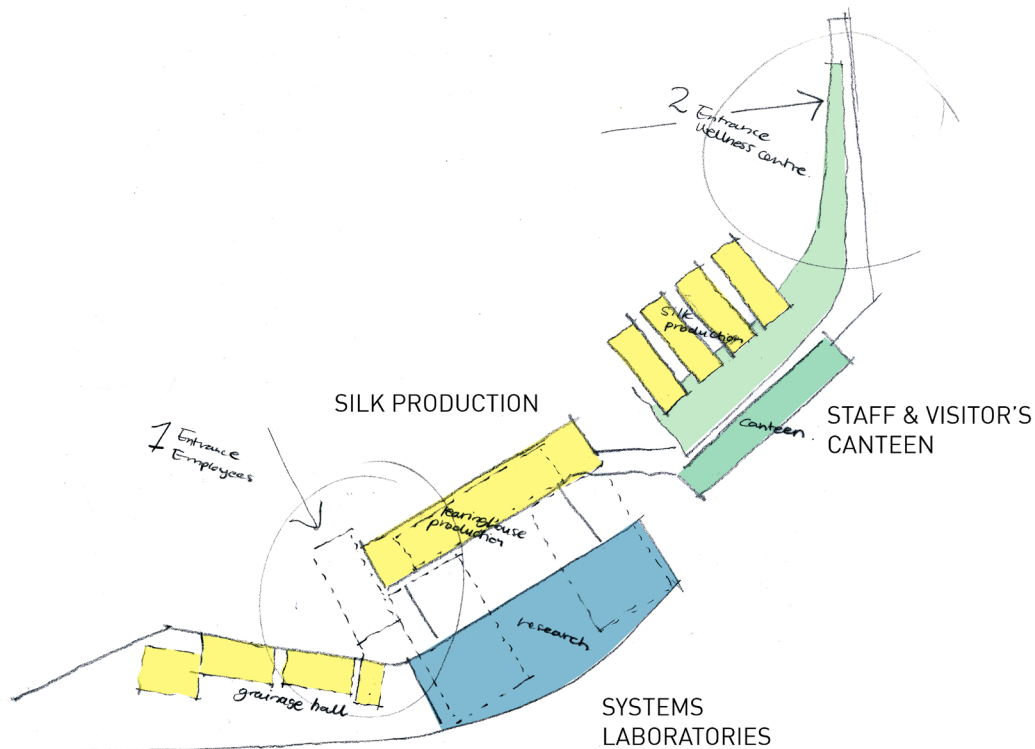 2 Entrance
Wellness centre.
silk
production
SILK PRODUCTION
STAFF & VISITOR'S
CANTEEN
canteen.
1 Entrance
Employees
rearinghouse
production
research
grainage hall
SYSTEMS
LABORATORIES